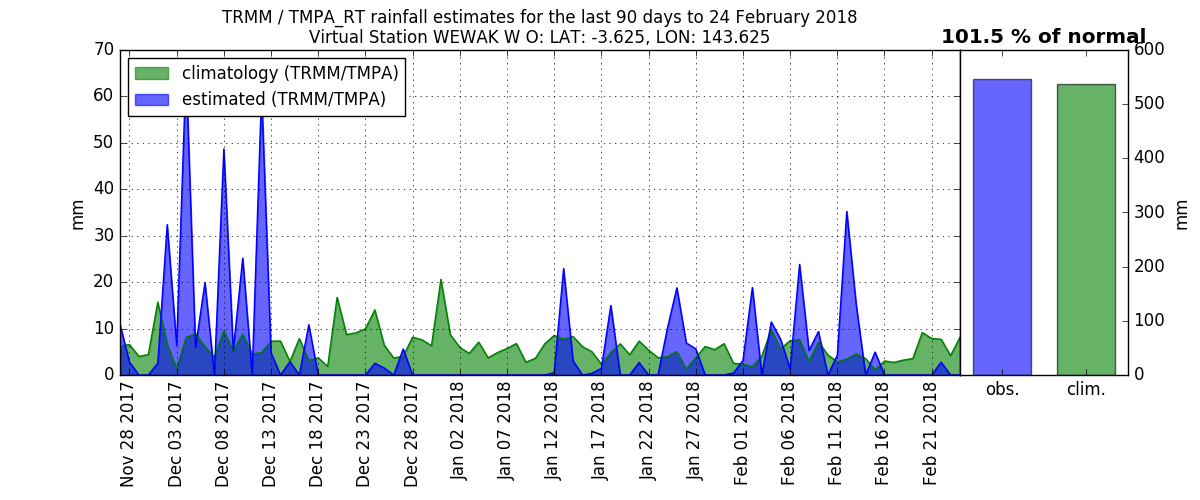 TRMM / TMPA_RT rainfall estimates for the last 90 days to 24 February 2018
Virtual Station WEWAK W O: LAT: -3.625, LON: 143.625
101.5 % of normal
climatology (TRMM/TMPA)
estimated (TRMM/TMPA)
mm
70
60
50
40
30
20
10
0
Nov 28 2017
Dec 03 2017
Dec 08 2017
Dec 13 2017
Dec 18 2017
Dec 23 2017
Dec 28 2017
Jan 02 2018
Jan 07 2018
Jan 12 2018
Jan 17 2018
Jan 22 2018
Jan 27 2018
Feb 01 2018
Feb 06 2018
Feb 11 2018
Feb 16 2018
Feb 21 2018
obs.
clim.
600
500
400
300
200
100
0
mm